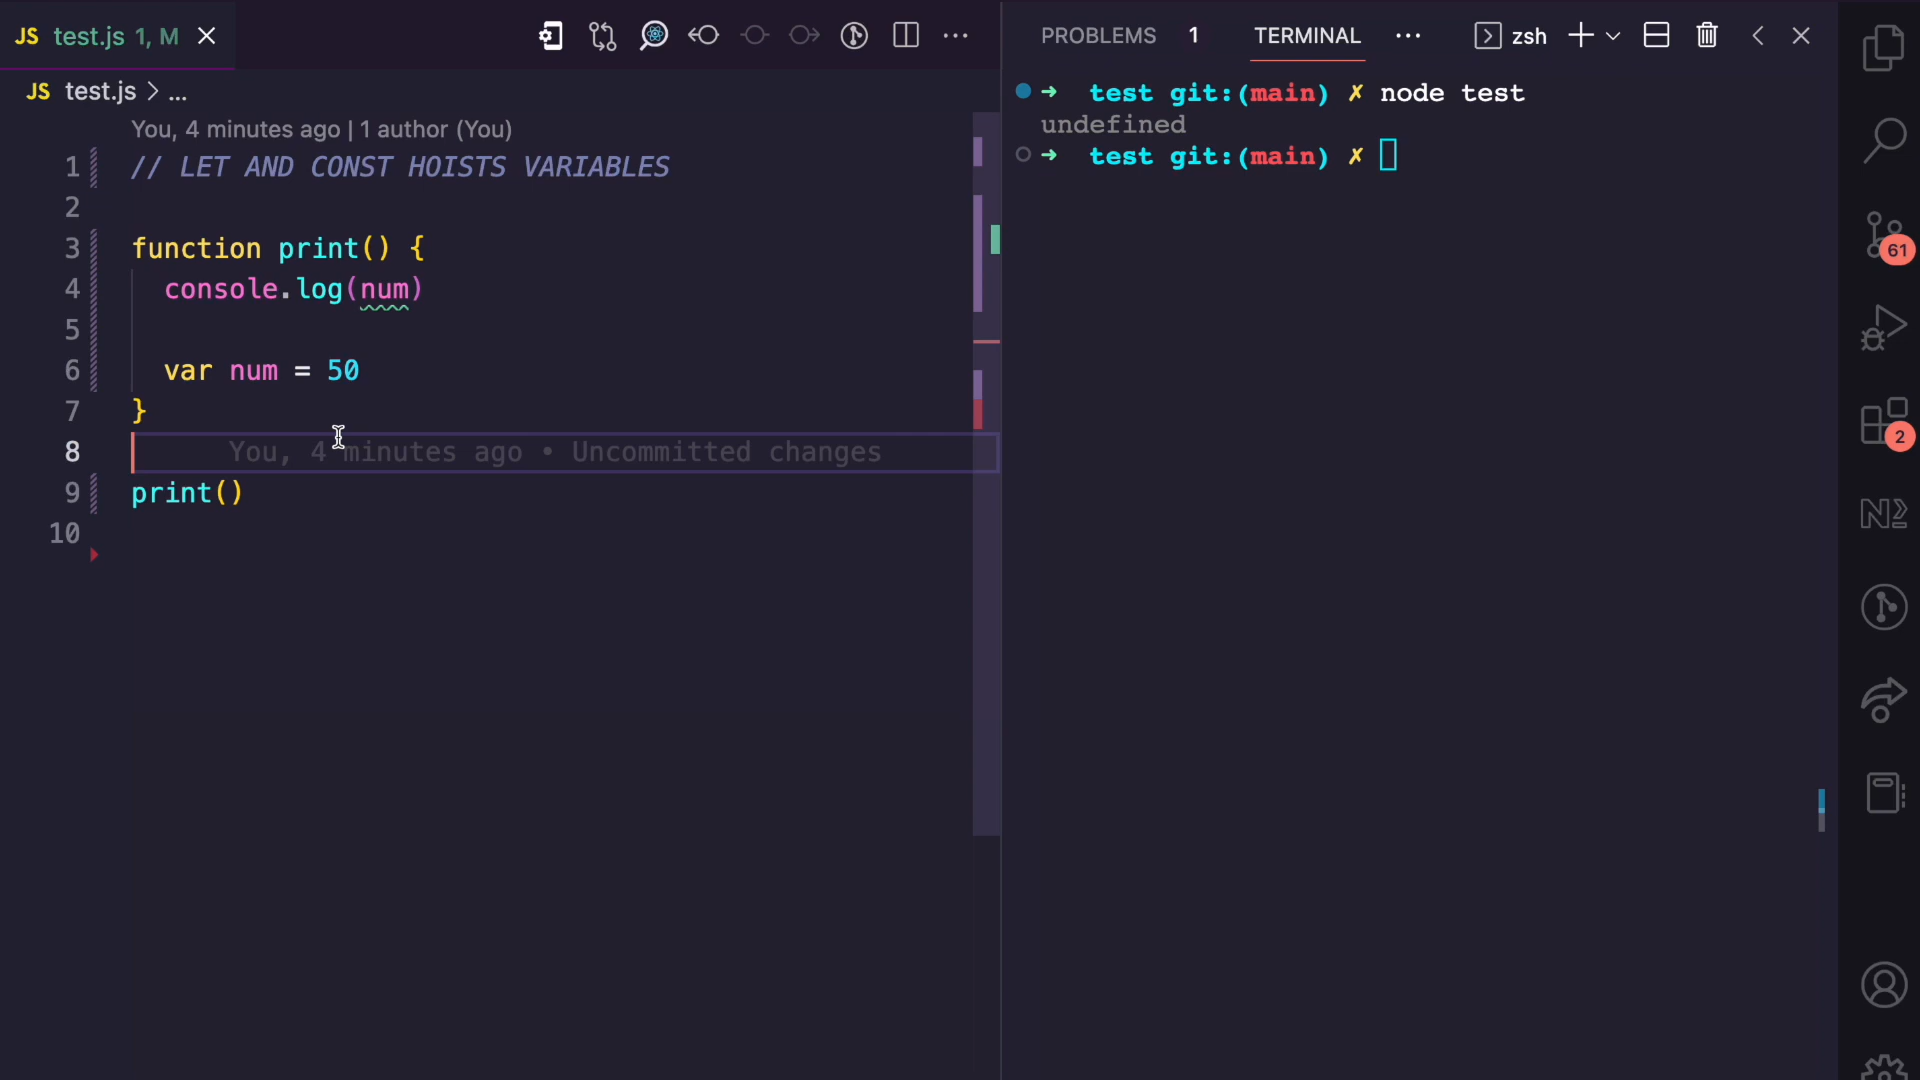 JS test.js 1, M
JS test.js > ...
You, 4 minutes ago | 1 author (You)
1 // LET AND CONST HOISTS VARIABLES
2
3 function print() {
4 console.log(num)
5
6 var num = 50
7 }
8 You, 4 minutes ago • Uncommitted changes
9 print()
10
PROBLEMS 1 TERMINAL ··· zsh
➜ test git:(main) ✗ node test
undefined
➜ test git:(main) ✗
61
2